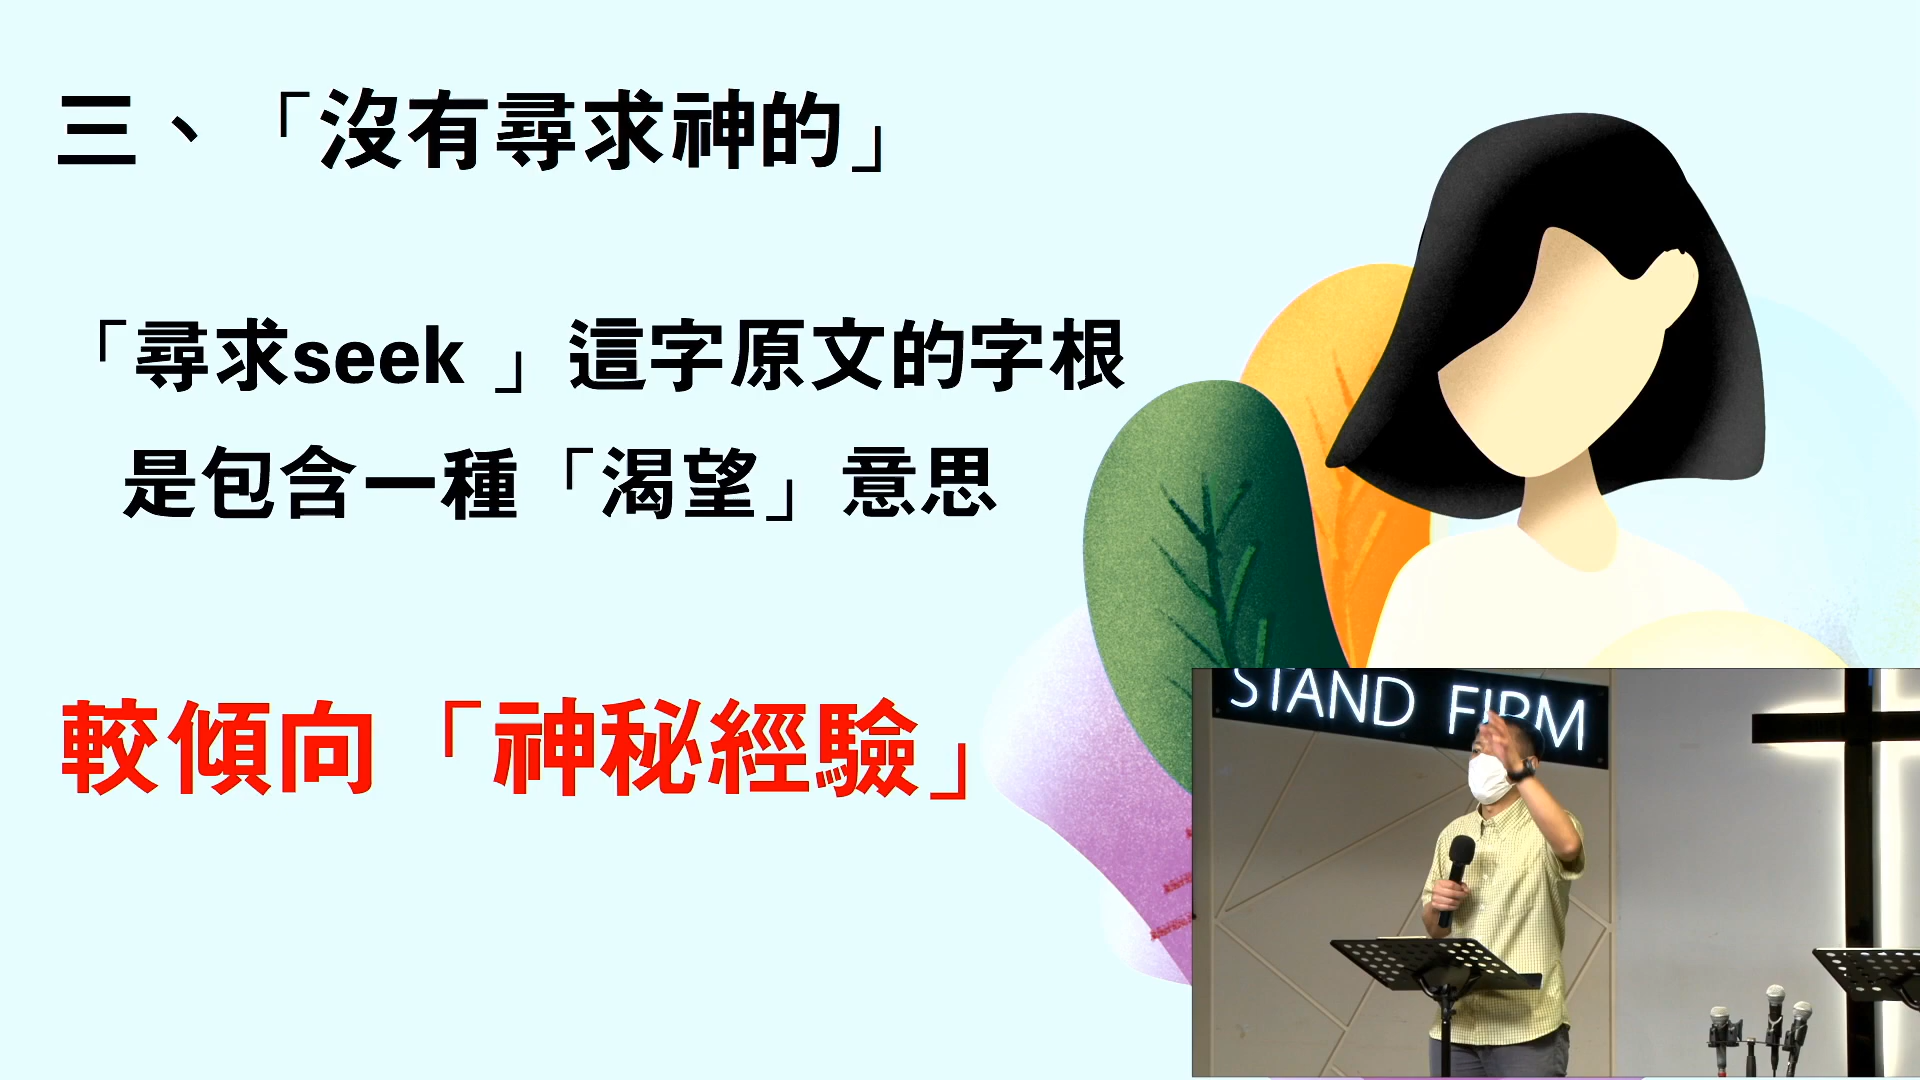 三、「沒有尋求神的」
「尋求seek 」這字原文的字根
是包含一種「渴望」意思
較傾向「神秘經驗」
STAND FIRM